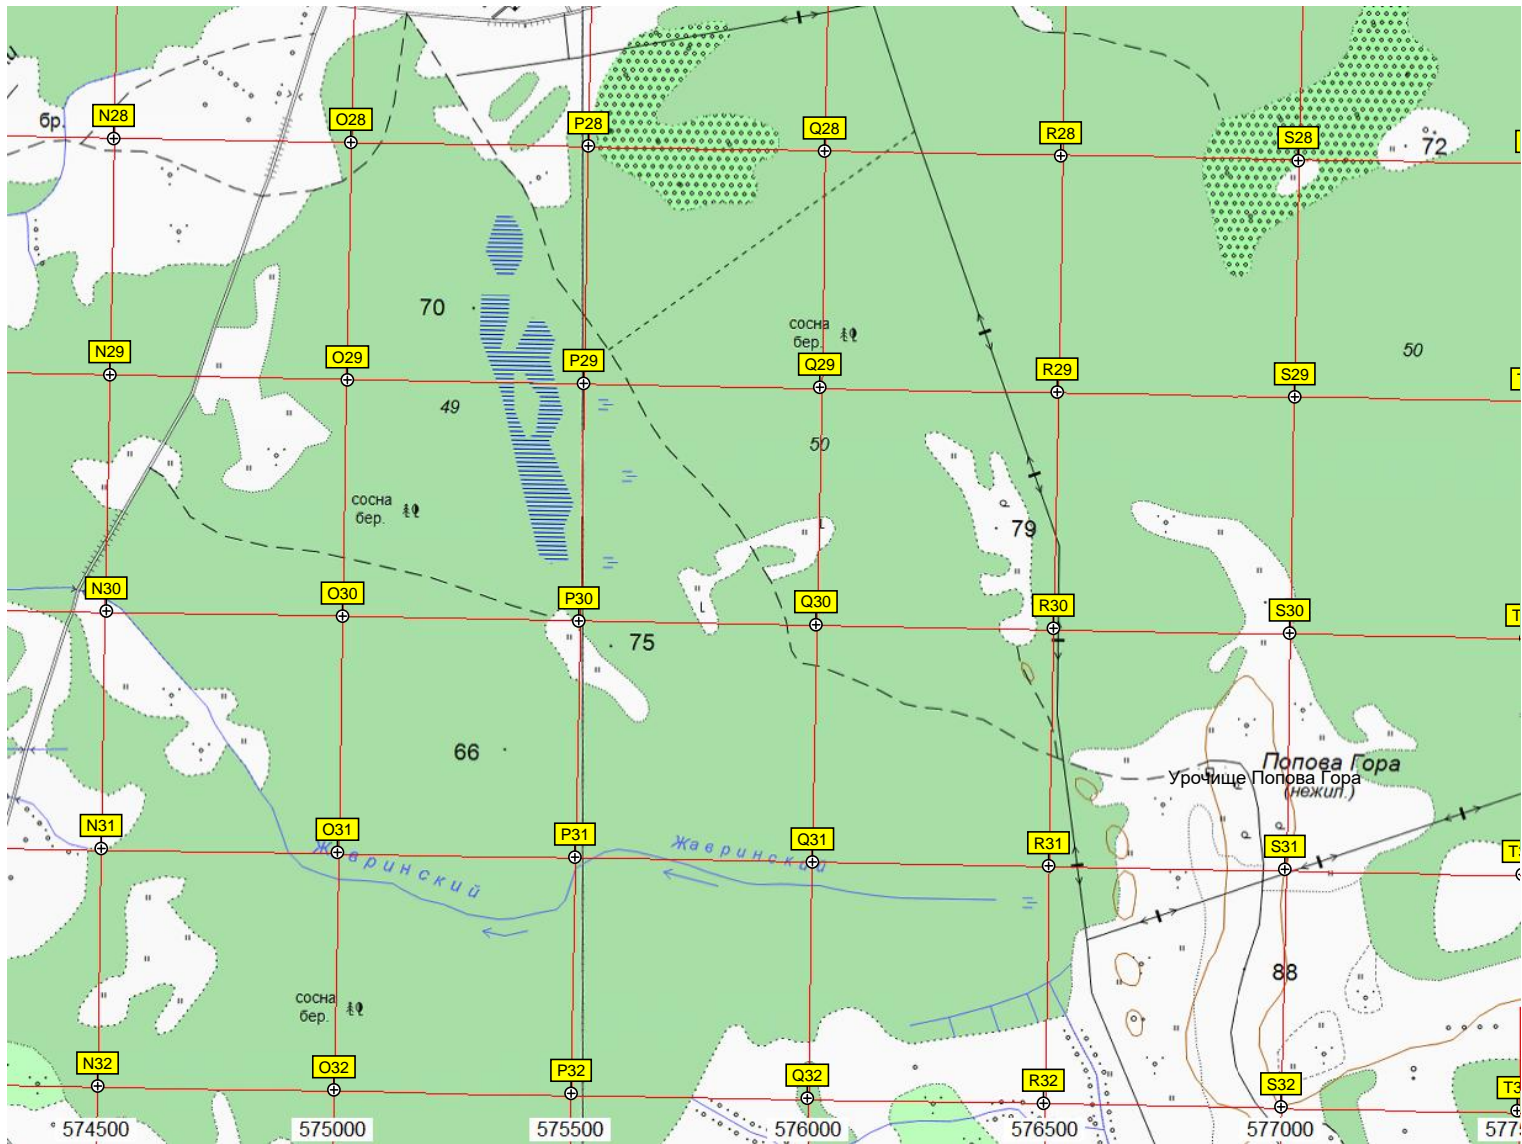 бр.
N28
O28
P28
Q28
R28
S28
72
70
сосна
бер.
50
N29
O29
P29
Q29
R29
S29
49
50
сосна
бер.
79
N30
O30
P30
Q30
R30
S30
75
66
Попова Гора
Урочище Попова Гора
(нежил.)
N31
O31
P31
Q31
R31
S31
Жавринский
Жавринский
88
сосна
бер.
N32
O32
P32
Q32
R32
S32
574500
575000
575500
576000
576500
577000